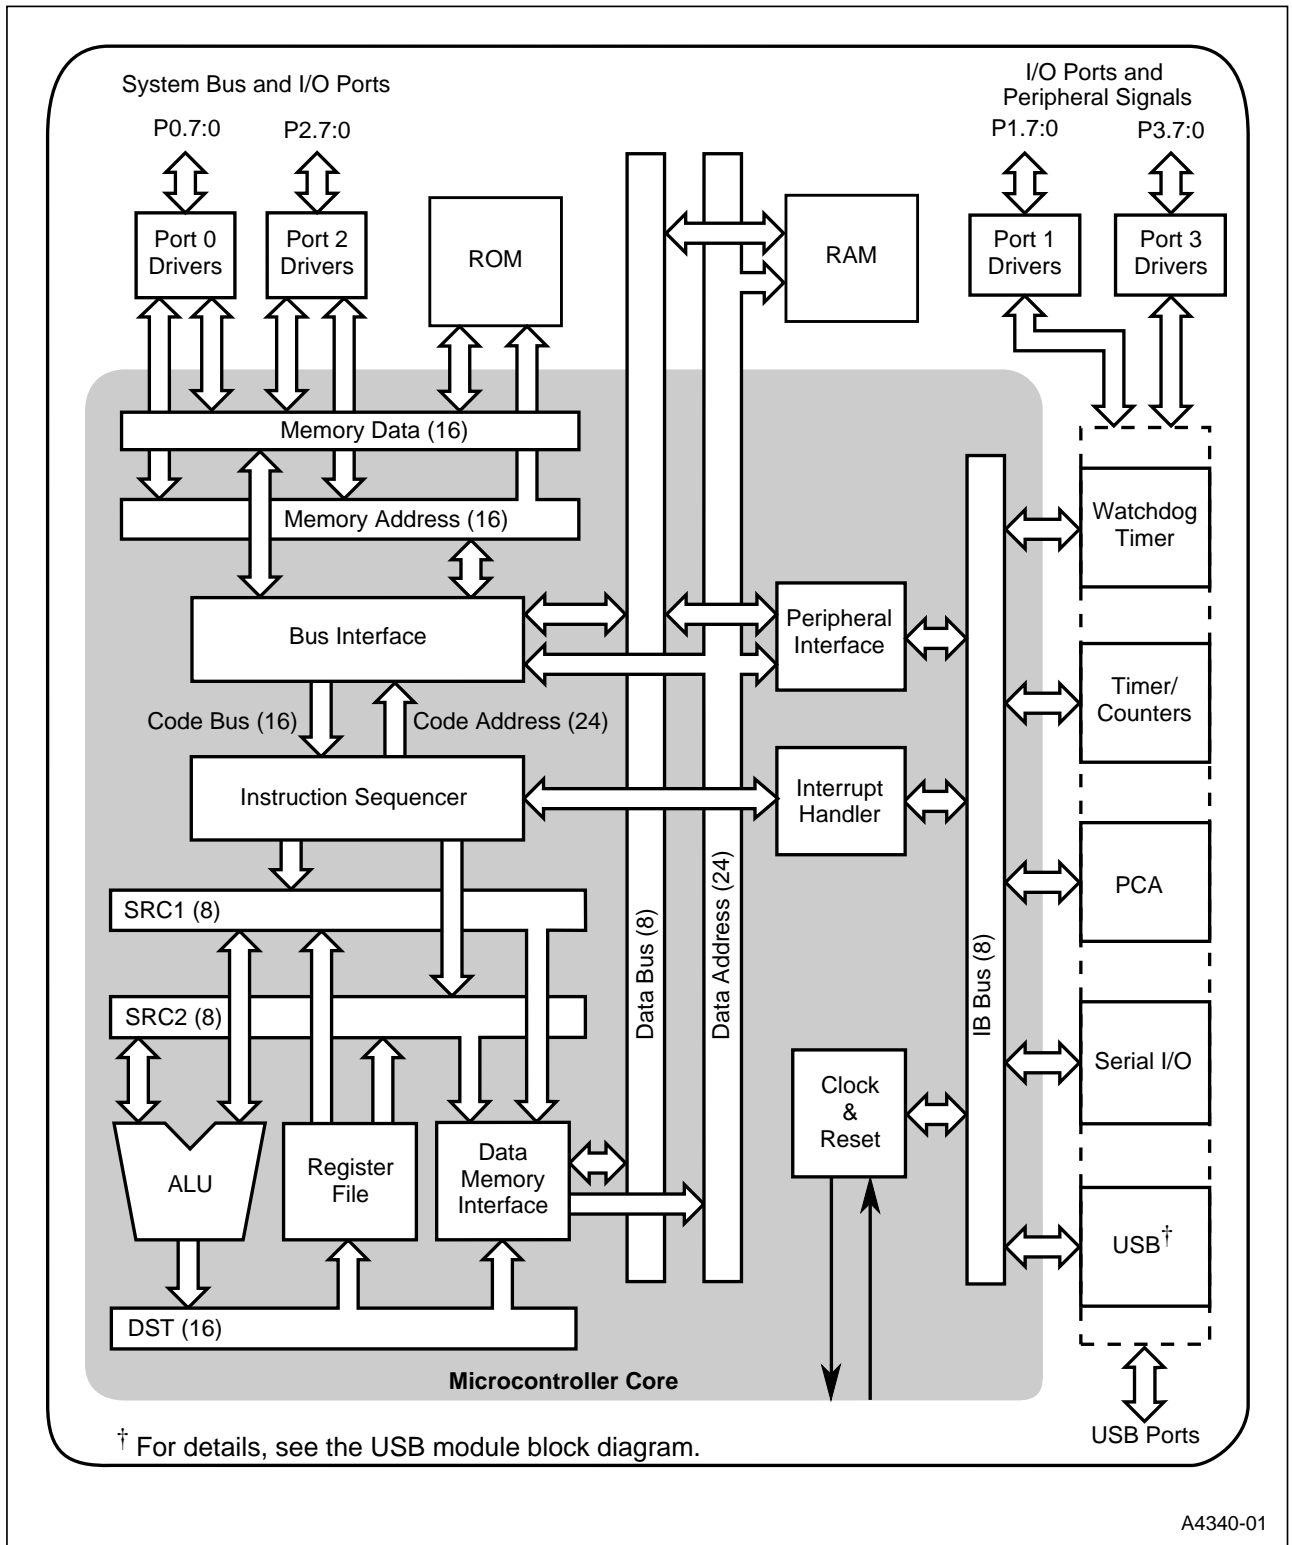 System Bus and I/O Ports
I/O Ports and
Peripheral Signals
P0.7:0
P2.7:0
P1.7:0
P3.7:0
Port 0
Drivers
Port 2
Drivers
ROM
RAM
Port 1
Drivers
Port 3
Drivers
Memory Data (16)
Memory Address (16)
Watchdog
Timer
Bus Interface
Peripheral
Interface
Code Bus (16)
Code Address (24)
Timer/
Counters
Instruction Sequencer
Interrupt
Handler
SRC1 (8)
PCA
Data Bus (8)
Data Address (24)
IB Bus (8)
SRC2 (8)
Clock
&
Reset
Serial I/O
ALU
Register
File
Data
Memory
Interface
USB†
DST (16)
Microcontroller Core
USB Ports
† For details, see the USB module block diagram.
A4340-01